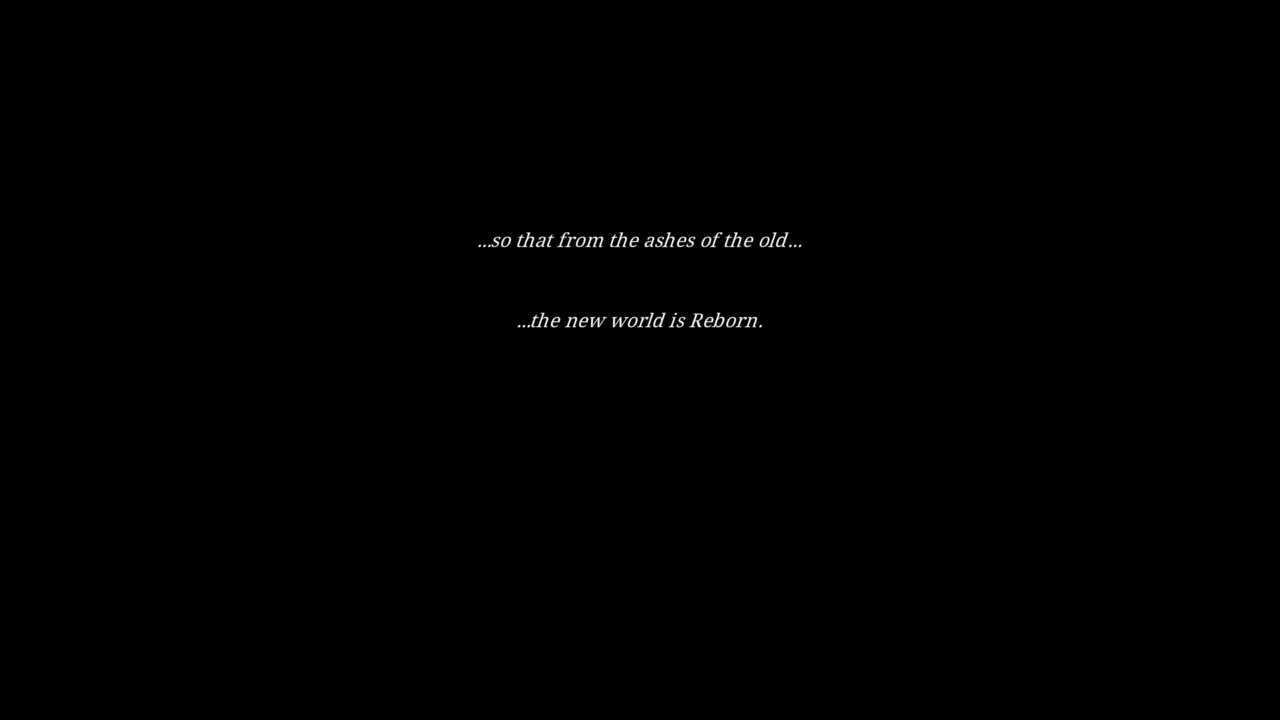 ...so that from the ashes of the old...
...the new world is Reborn.